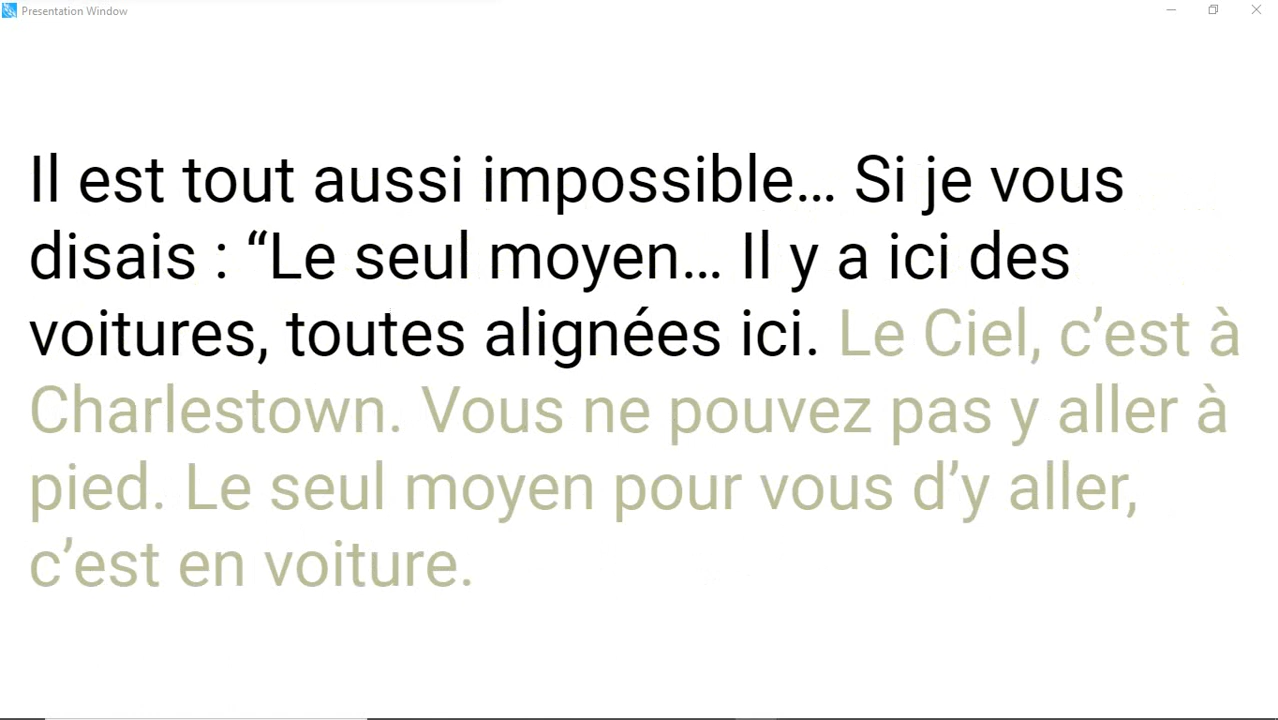 Presentation Window
Il est tout aussi impossible… Si je vous
disais : “Le seul moyen… Il y a ici des
voitures, toutes alignées ici. Le Ciel, c’est à
Charlestown. Vous ne pouvez pas y aller à
pied. Le seul moyen pour vous d’y aller,
c’est en voiture.